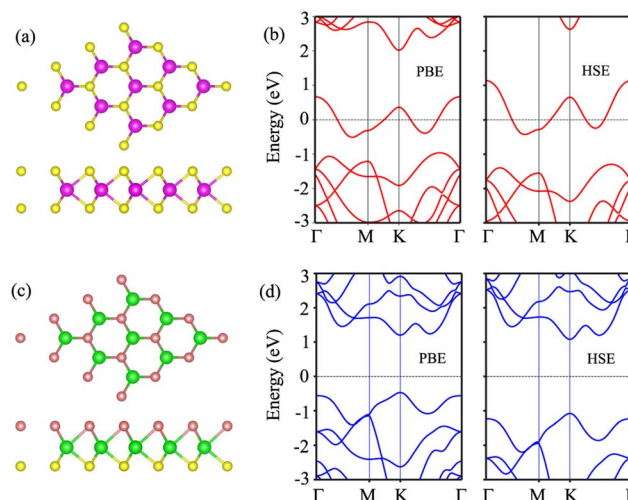 (a)
(b)
Energy (eV)
3
2
1
0
-1
-2
-3
PBE
HSE
Γ M K Γ
Γ M K Γ
(c)
(d)
Energy (eV)
3
2
1
0
-1
-2
-3
PBE
HSE
Γ M K Γ
Γ M K Γ